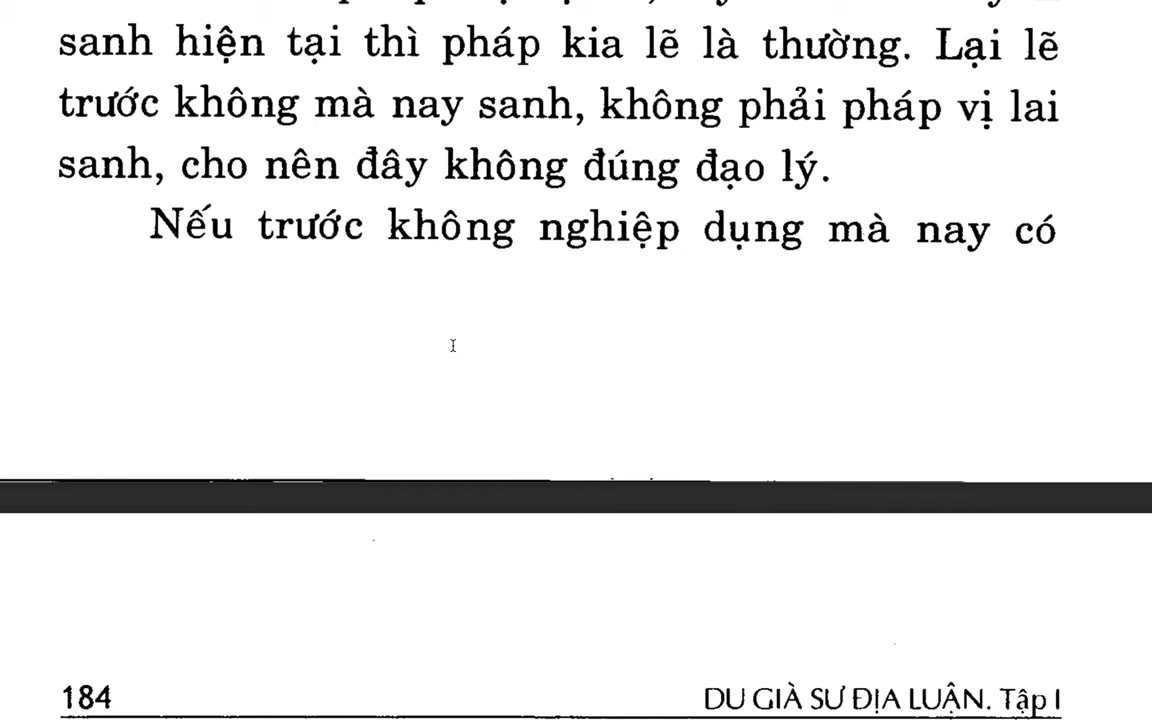 sanh hiện tại thì pháp kia lẽ là thường. Lại lẽ
trước không mà nay sanh, không phải pháp vị lai
sanh, cho nên đây không đúng đạo lý.
Nếu trước không nghiệp dụng mà nay có
184 DU GIÀ SƯ ĐỊA LUẬN. Tập I